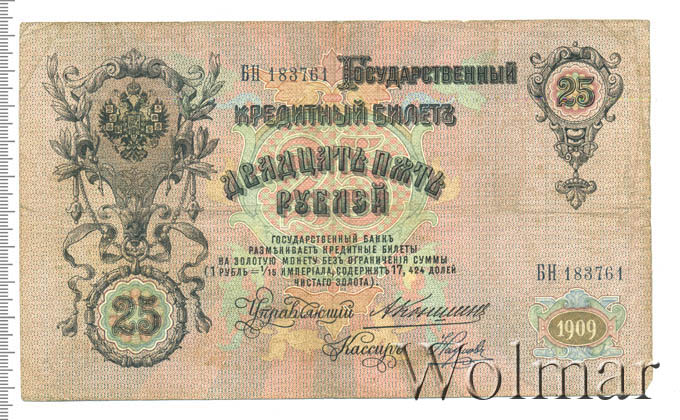 БН 183761 Государственный
Кредитный Билетъ
25
Двадцать пять
Рублей
25
Государственный Банкъ
размѣниваетъ кредитные билеты
на золотую монету безъ ограниченія суммы
(1 рубль = 1/15 имперіала, содержитъ 17,424 долей
чистаго золота).
БН 183761
25
Управляющій
1909
Кассиръ
Wolmar